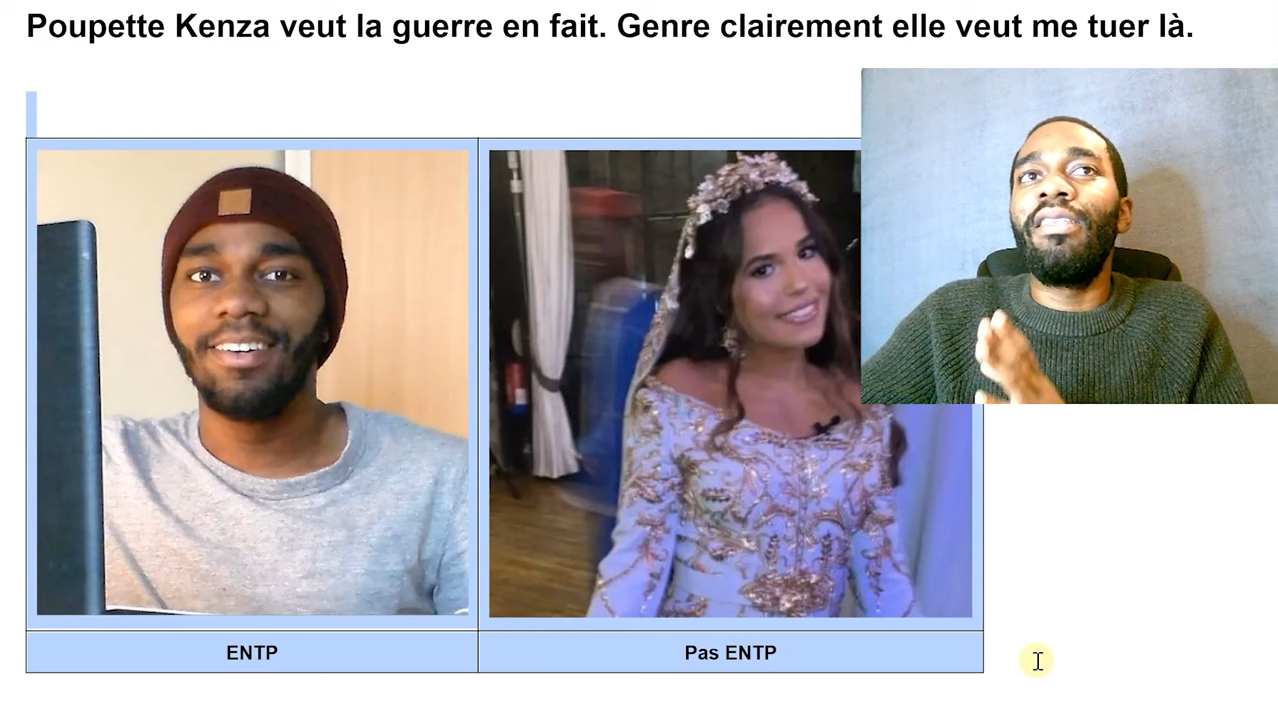 Poupette Kenza veut la guerre en fait. Genre clairement elle veut me tuer là.
ENTP
Pas ENTP